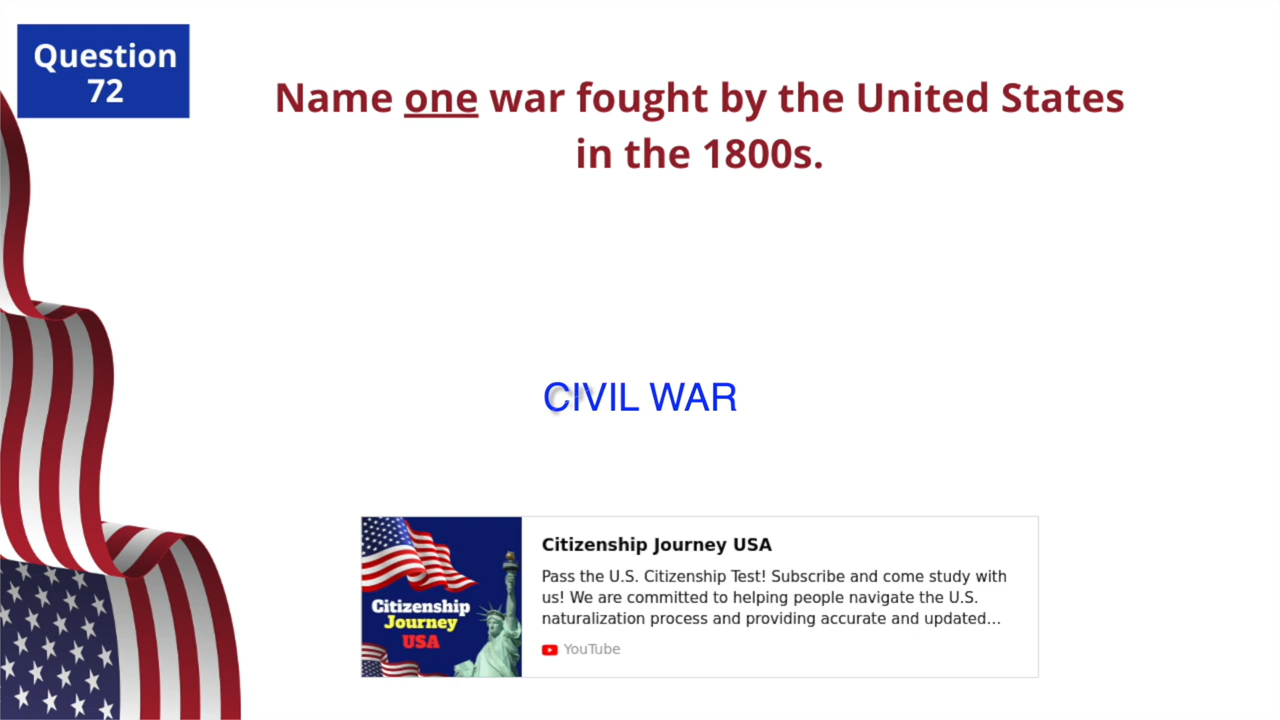 Question
72
Name one war fought by the United States
in the 1800s.
CIVIL WAR
Citizenship
Journey
USA
Citizenship Journey USA
Pass the U.S. Citizenship Test! Subscribe and come study with
us! We are committed to helping people navigate the U.S.
naturalization process and providing accurate and updated...
YouTube